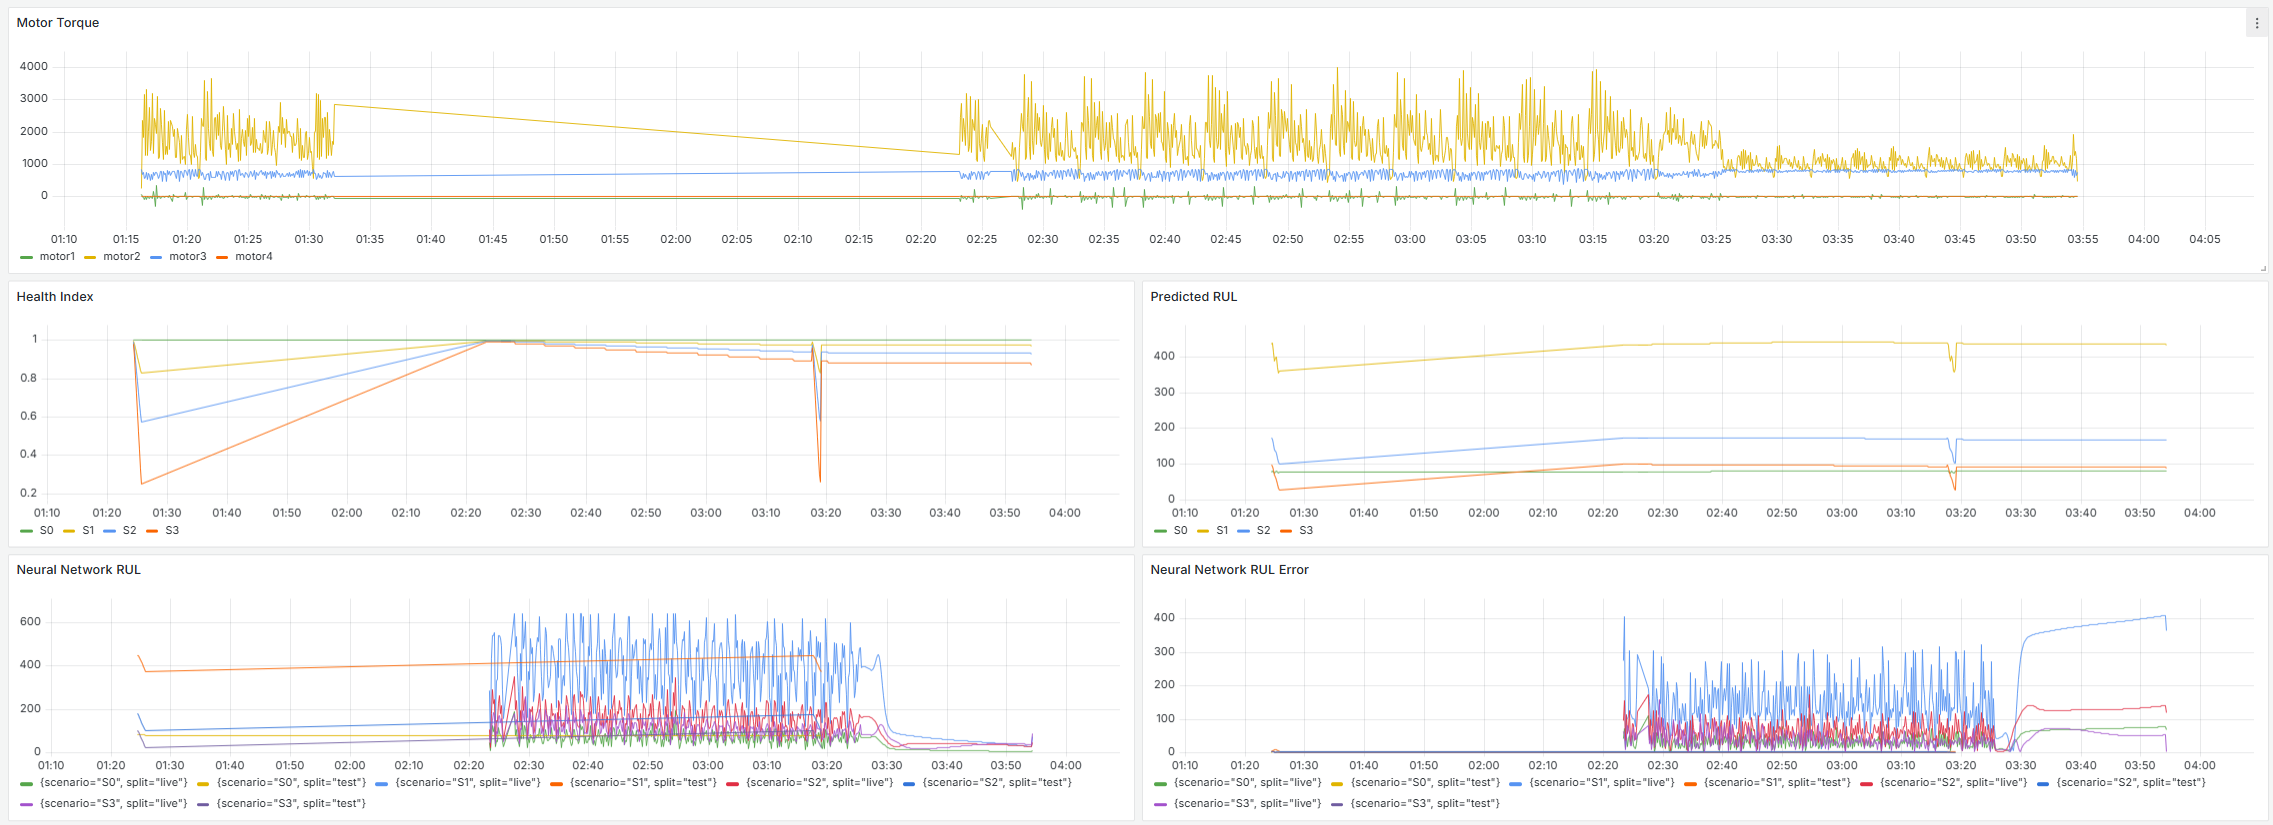 Motor Torque
4000
3000
2000
1000
0
01:10 01:15 01:20 01:25 01:30 01:35 01:40 01:45 01:50 01:55 02:00 02:05 02:10 02:15 02:20 02:25 02:30 02:35 02:40 02:45 02:50 02:55 03:00 03:05 03:10 03:15 03:20 03:25 03:30 03:35 03:40 03:45 03:50 03:55 04:00 04:05
motor1 motor2 motor3 motor4
Health Index
1
0.8
0.6
0.4
0.2
01:10 01:20 01:30 01:40 01:50 02:00 02:10 02:20 02:30 02:40 02:50 03:00 03:10 03:20 03:30 03:40 03:50 04:00
S0 S1 S2 S3
Predicted RUL
400
300
200
100
0
01:10 01:20 01:30 01:40 01:50 02:00 02:10 02:20 02:30 02:40 02:50 03:00 03:10 03:20 03:30 03:40 03:50 04:00
S0 S1 S2 S3
Neural Network RUL
600
400
200
0
01:10 01:20 01:30 01:40 01:50 02:00 02:10 02:20 02:30 02:40 02:50 03:00 03:10 03:20 03:30 03:40 03:50 04:00
{scenario="S0", split="live"} {scenario="S0", split="test"} {scenario="S1", split="live"} {scenario="S1", split="test"} {scenario="S2", split="live"} {scenario="S2", split="test"}
{scenario="S3", split="live"} {scenario="S3", split="test"}
Neural Network RUL Error
400
300
200
100
0
01:10 01:20 01:30 01:40 01:50 02:00 02:10 02:20 02:30 02:40 02:50 03:00 03:10 03:20 03:30 03:40 03:50 04:00
{scenario="S0", split="live"} {scenario="S0", split="test"} {scenario="S1", split="live"} {scenario="S1", split="test"} {scenario="S2", split="live"} {scenario="S2", split="test"}
{scenario="S3", split="live"} {scenario="S3", split="test"}